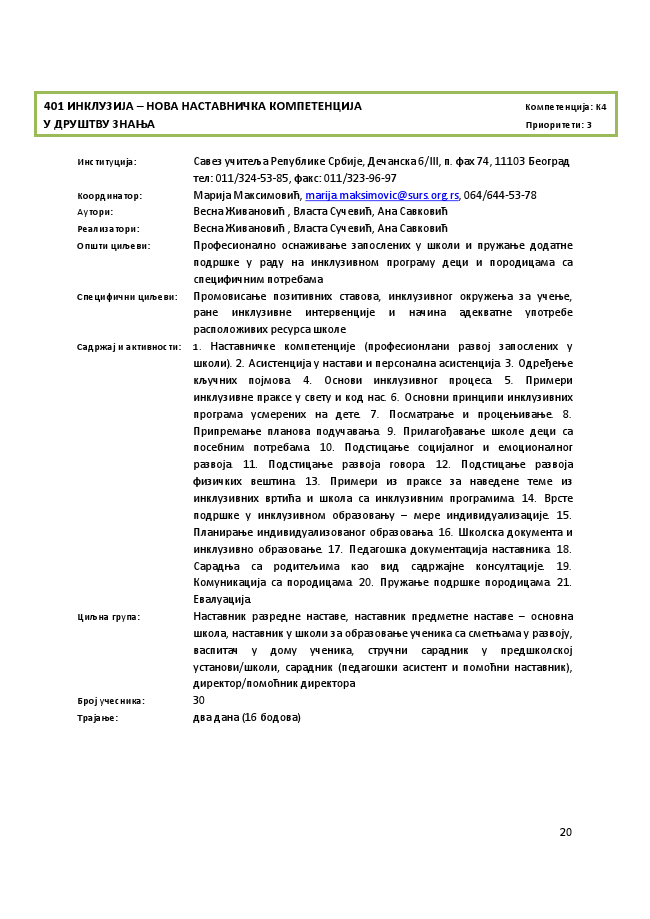 401 ИНКЛУЗИЈА – НОВА НАСТАВНИЧКА КОМПЕТЕНЦИЈА
У ДРУШТВУ ЗНАЊА
Компетенција: К4
Приоритети: 3
Институција: Савез учитеља Републике Србије, Дечанска 6/III, п. фах 74, 11103 Београд
тел: 011/324-53-85, факс: 011/323-96-97
Координатор: Марија Максимовић, marija.maksimovic@surs.org.rs, 064/644-53-78
Аутори: Весна Живановић , Власта Сучевић, Ана Савковић
Реализатори: Весна Живановић , Власта Сучевић, Ана Савковић
Општи циљеви: Професионално оснаживање запослених у школи и пружање додатне
подршке у раду на инклузивном програму деци и породицама са
специфичним потребама
Специфични циљеви: Промовисање позитивних ставова, инклузивног окружења за учење,
ране инклузивне интервенције и начина адекватне употребе
расположивих ресурса школе
Садржај и активности: 1. Наставничке компетенције (професионлани развој запослених у
школи). 2. Асистенција у настави и персонална асистенција. 3. Одређење
кључних појмова. 4. Основи инклузивног процеса. 5. Примери
инклузивне праксе у свету и код нас. 6. Основни принципи инклузивних
програма усмерених на дете. 7. Посматрање и процењивање. 8.
Припремање планова подучавања. 9. Прилагођавање школе деци са
посебним потребама. 10. Подстицање социјалног и емоционалног
развоја. 11. Подстицање развоја говора. 12. Подстицање развоја
физичких вештина. 13. Примери из праксе за наведене теме из
инклузивних вртића и школа са инклузивним програмима. 14. Врсте
подршке у инклузивном образовању – мере индивидуализације. 15.
Планирање индивидуализованог образовања. 16. Школска документа и
инклузивно образовање. 17. Педагошка документација наставника. 18.
Сарадња са родитељима као вид садржајне консултације. 19.
Комуникација са породицама. 20. Пружање подршке породицама. 21.
Евалуација.
Циљна група: Наставник разредне наставе, наставник предметне наставе – основна
школа, наставник у школи за образовање ученика са сметњама у развоју,
васпитач у дому ученика, стручни сарадник у предшколској
установи/школи, сарадник (педагошки асистент и помоћни наставник),
директор/помоћник директора
Број учесника: 30
Трајање: два дана (16 бодова)
20